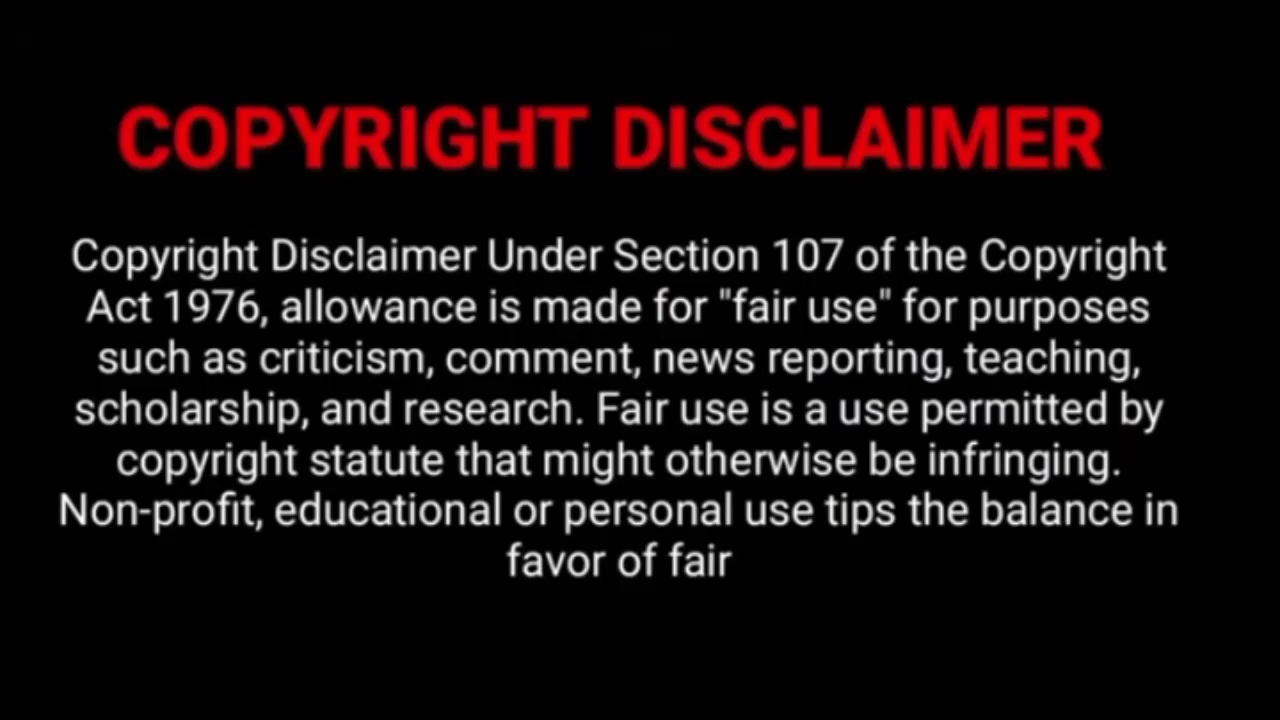 COPYRIGHT DISCLAIMER
Copyright Disclaimer Under Section 107 of the Copyright
Act 1976, allowance is made for "fair use" for purposes
such as criticism, comment, news reporting, teaching,
scholarship, and research. Fair use is a use permitted by
copyright statute that might otherwise be infringing.
Non-profit, educational or personal use tips the balance in
favor of fair